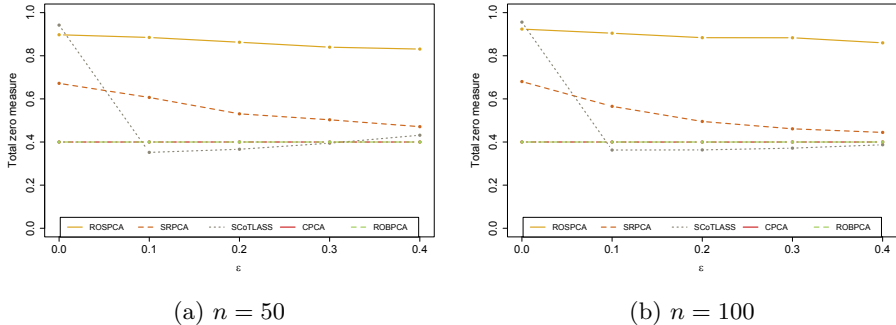 Total zero measure
1.0
0.8
0.6
0.4
0.2
0.0
ROSPCA SRPCA SCoTLASS CPCA ROBPCA
0.0 0.1 0.2 0.3 0.4
ε
(a) n = 50
Total zero measure
1.0
0.8
0.6
0.4
0.2
0.0
ROSPCA SRPCA SCoTLASS CPCA ROBPCA
0.0 0.1 0.2 0.3 0.4
ε
(b) n = 100